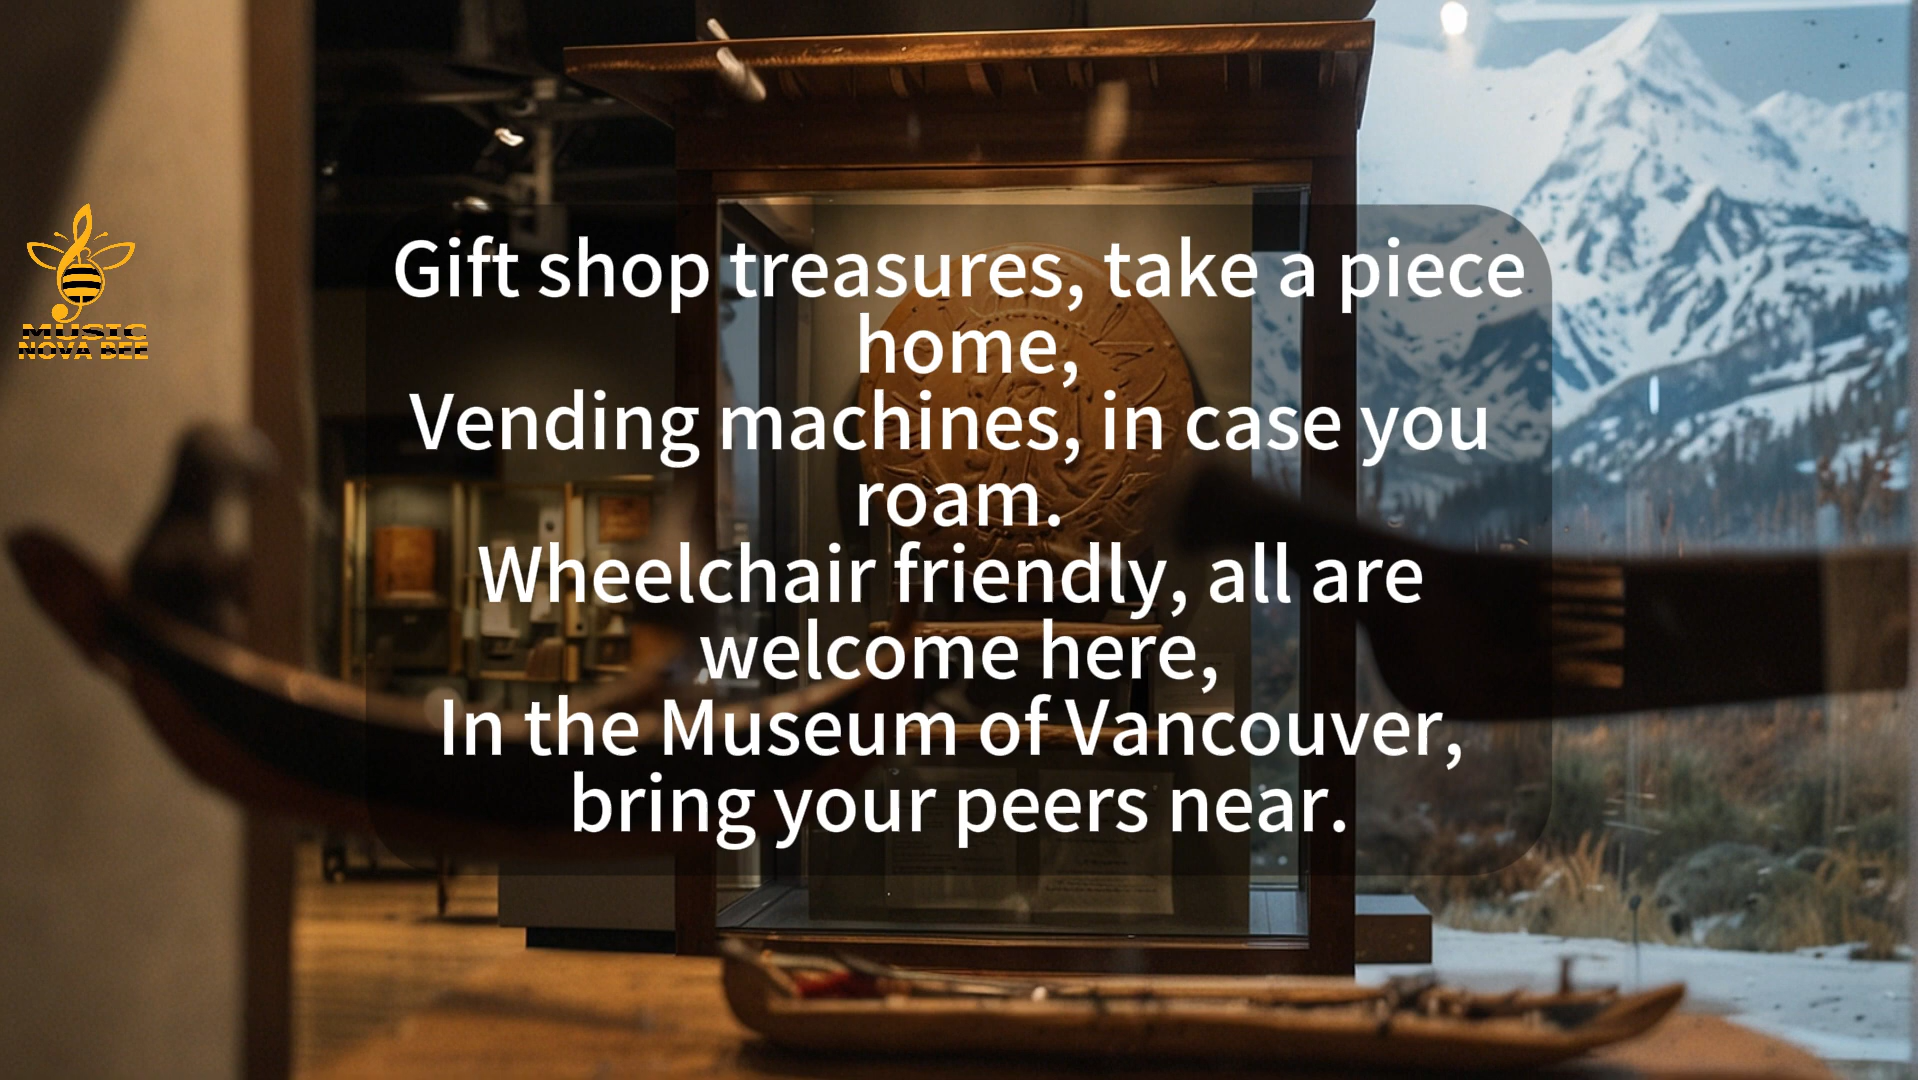 MUSIC
NOVA BEE
Gift shop treasures, take a piece
home,
Vending machines, in case you
roam.
Wheelchair friendly, all are
welcome here,
In the Museum of Vancouver,
bring your peers near.